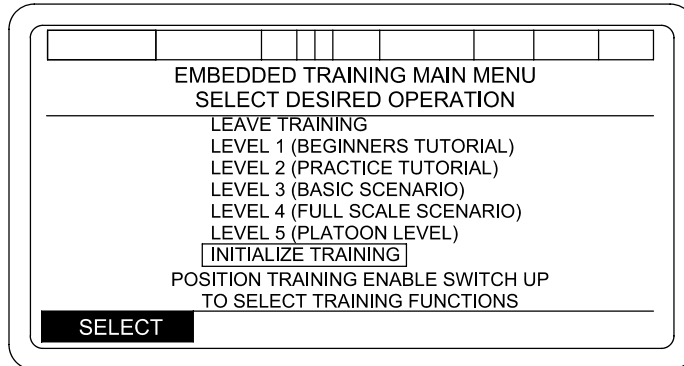 EMBEDDED TRAINING MAIN MENU
SELECT DESIRED OPERATION
LEAVE TRAINING
LEVEL 1 (BEGINNERS TUTORIAL)
LEVEL 2 (PRACTICE TUTORIAL)
LEVEL 3 (BASIC SCENARIO)
LEVEL 4 (FULL SCALE SCENARIO)
LEVEL 5 (PLATOON LEVEL)
INITIALIZE TRAINING
POSITION TRAINING ENABLE SWITCH UP
TO SELECT TRAINING FUNCTIONS
SELECT